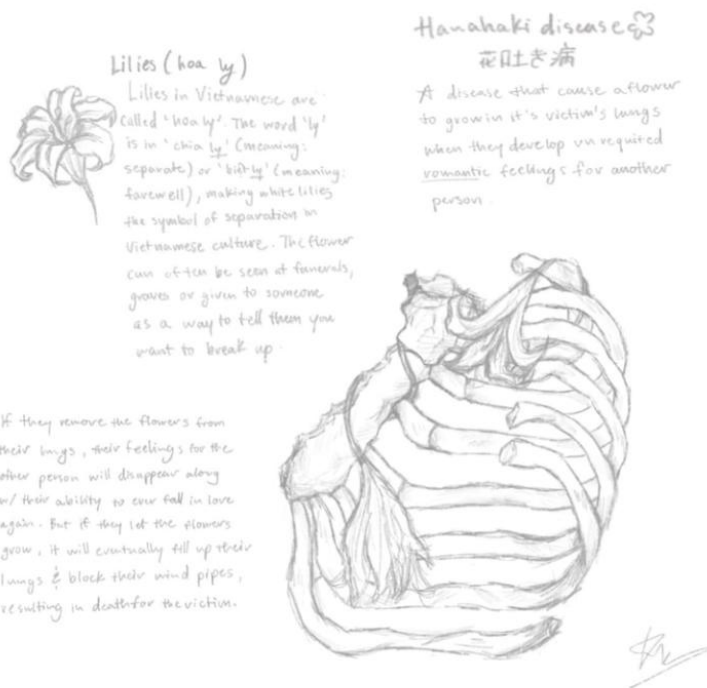 Hanahaki disease
花吐き病
A disease that cause a flower
to grow in it's victim's lungs
when they develop unrequired
romantic feelings for another
person.
Lilies (hoa ly)
Lilies in Vietnamese are
called 'hoa ly'. The word 'ly'
is in 'chia ly' (meaning:
separate) or 'biệt ly' (meaning:
farewell), making white lilies
the symbol of separation in
Vietnamese culture. The flower
can often be seen at funerals,
graves or given to someone
as a way to tell them you
want to break up.
If they remove the flowers from
their lungs, their feelings for the
other person will disappear along
w/ their ability to ever fall in love
again. But if they let the flowers
grow, it will eventually fill up their
lungs & block their wind pipes,
resulting in death for the victim.